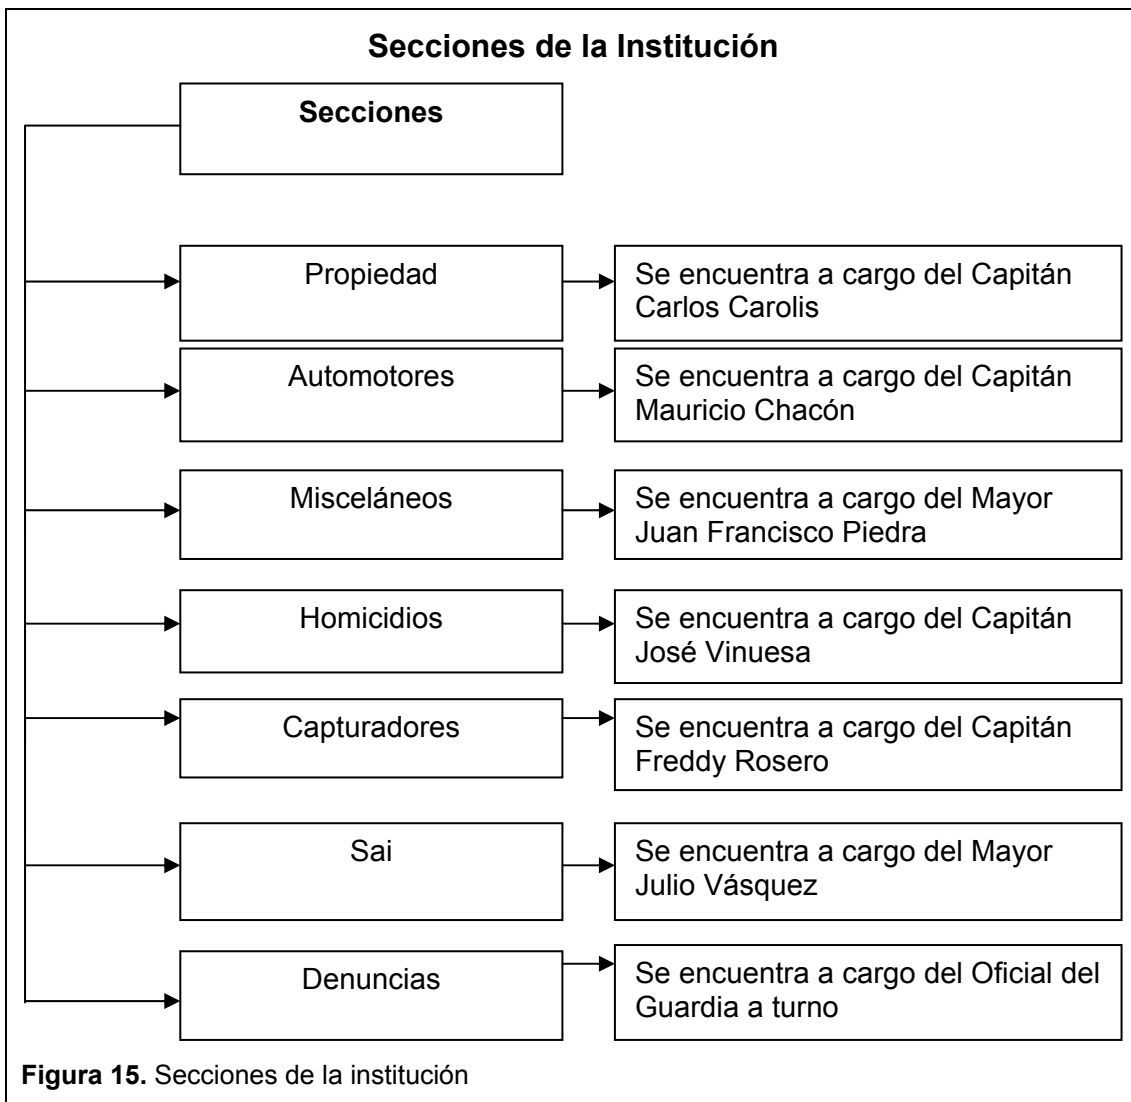 Secciones de la Institución
Secciones
Propiedad
Se encuentra a cargo del Capitán
Carlos Carolis
Automotores
Se encuentra a cargo del Capitán
Mauricio Chacón
Misceláneos
Se encuentra a cargo del Mayor
Juan Francisco Piedra
Homicidios
Se encuentra a cargo del Capitán
José Vinuesa
Capturadores
Se encuentra a cargo del Capitán
Freddy Rosero
Sai
Se encuentra a cargo del Mayor
Julio Vásquez
Denuncias
Se encuentra a cargo del Oficial del
Guardia a turno
Figura 15. Secciones de la institución